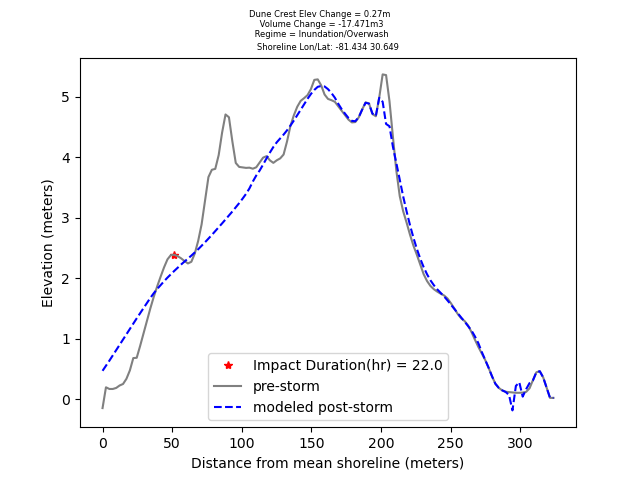 Dune Crest Elev Change = 0.27m
Volume Change = -17.471m3
Regime = Inundation/Overwash
Shoreline Lon/Lat: -81.434 30.649
Elevation (meters)
5
4
3
2
1
0
Impact Duration(hr) = 22.0
pre-storm
modeled post-storm
0 50 100 150 200 250 300
Distance from mean shoreline (meters)